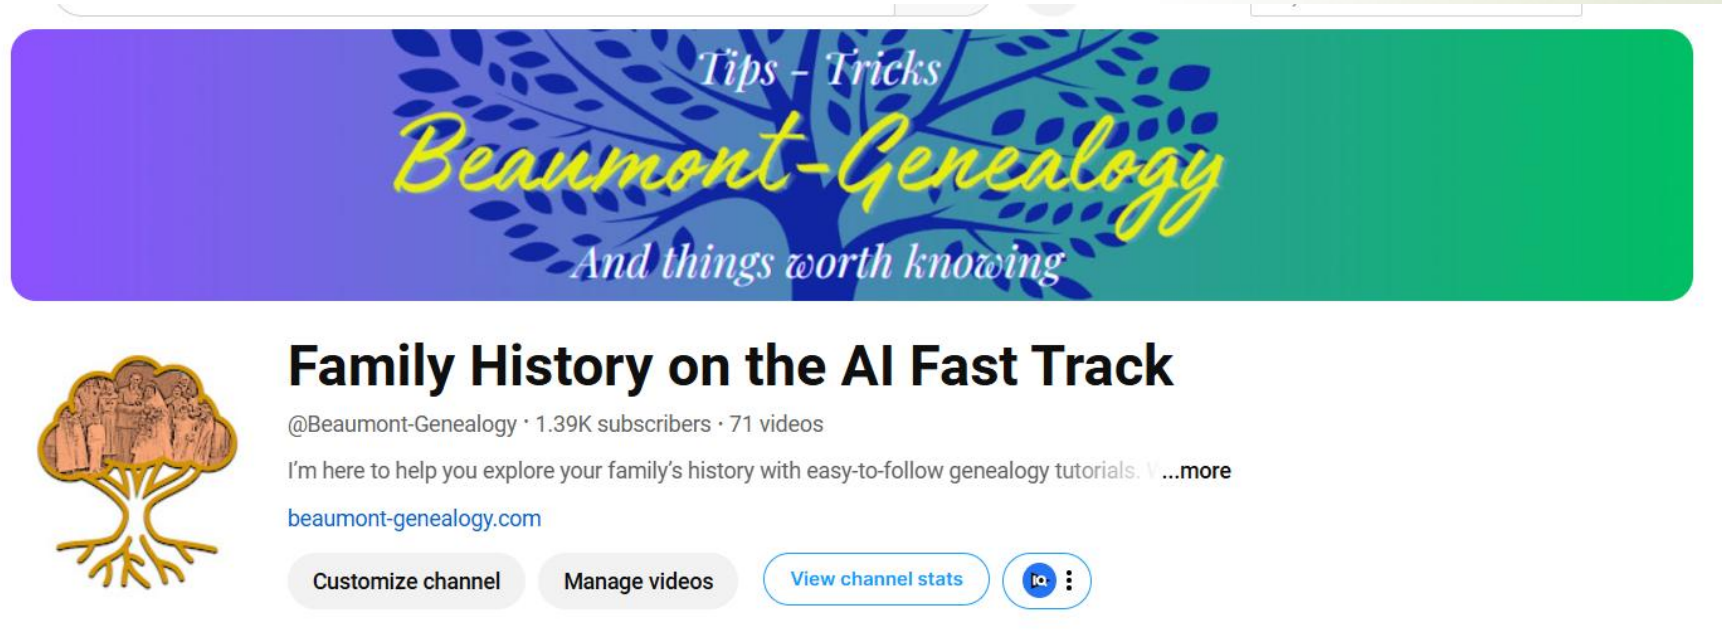 Tips - Tricks
Beaumont-Genealogy
And things worth knowing
Family History on the AI Fast Track
@Beaumont-Genealogy · 1.39K subscribers · 71 videos
I'm here to help you explore your family's history with easy-to-follow genealogy tutorials. ...more
beaumont-genealogy.com
Customize channel Manage videos View channel stats